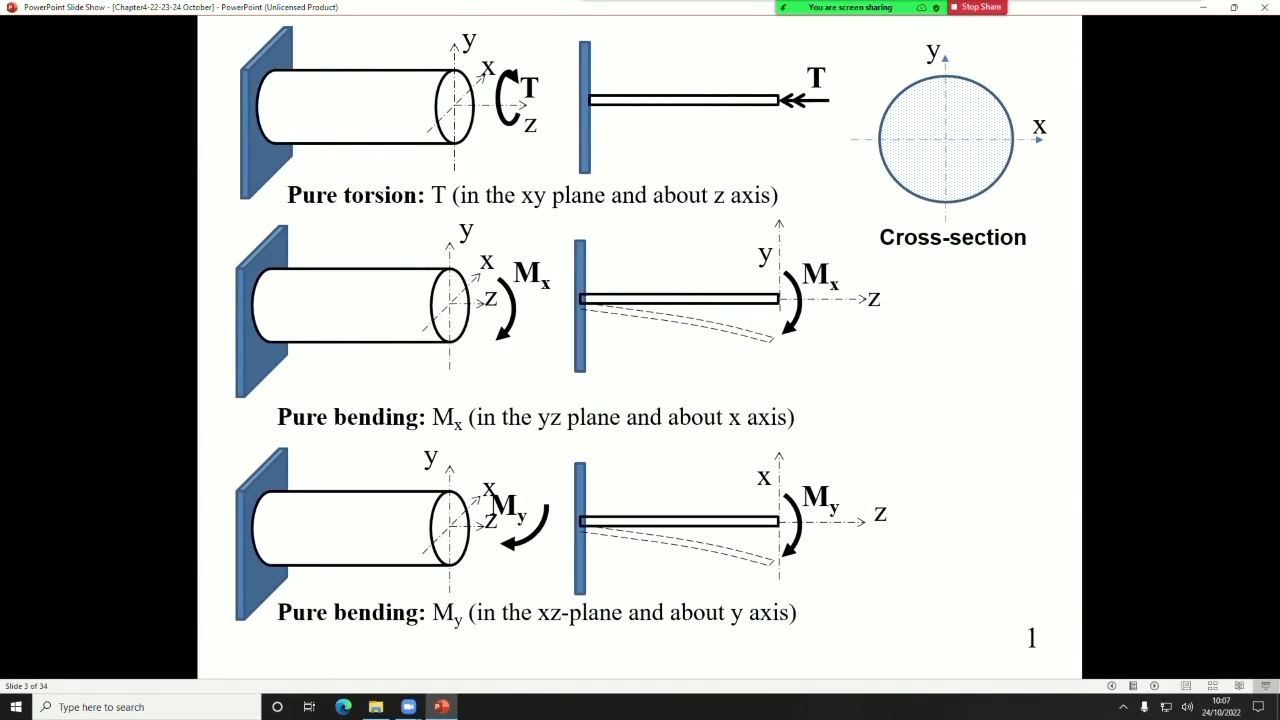 PowerPoint Slide Show - [Chapter4-22-23-24 October] - PowerPoint (Unlicensed Product)
You are screen sharing
Stop Share
y
x
T
z
T
y
x
Pure torsion: T (in the xy plane and about z axis)
Cross-section
y
x
z
Mx
y
Mx
z
Pure bending: Mx (in the yz plane and about x axis)
y
x
z
My
x
My
z
Pure bending: My (in the xz-plane and about y axis)
1
Slide 3 of 34
Type here to search
10:07
24/10/2022